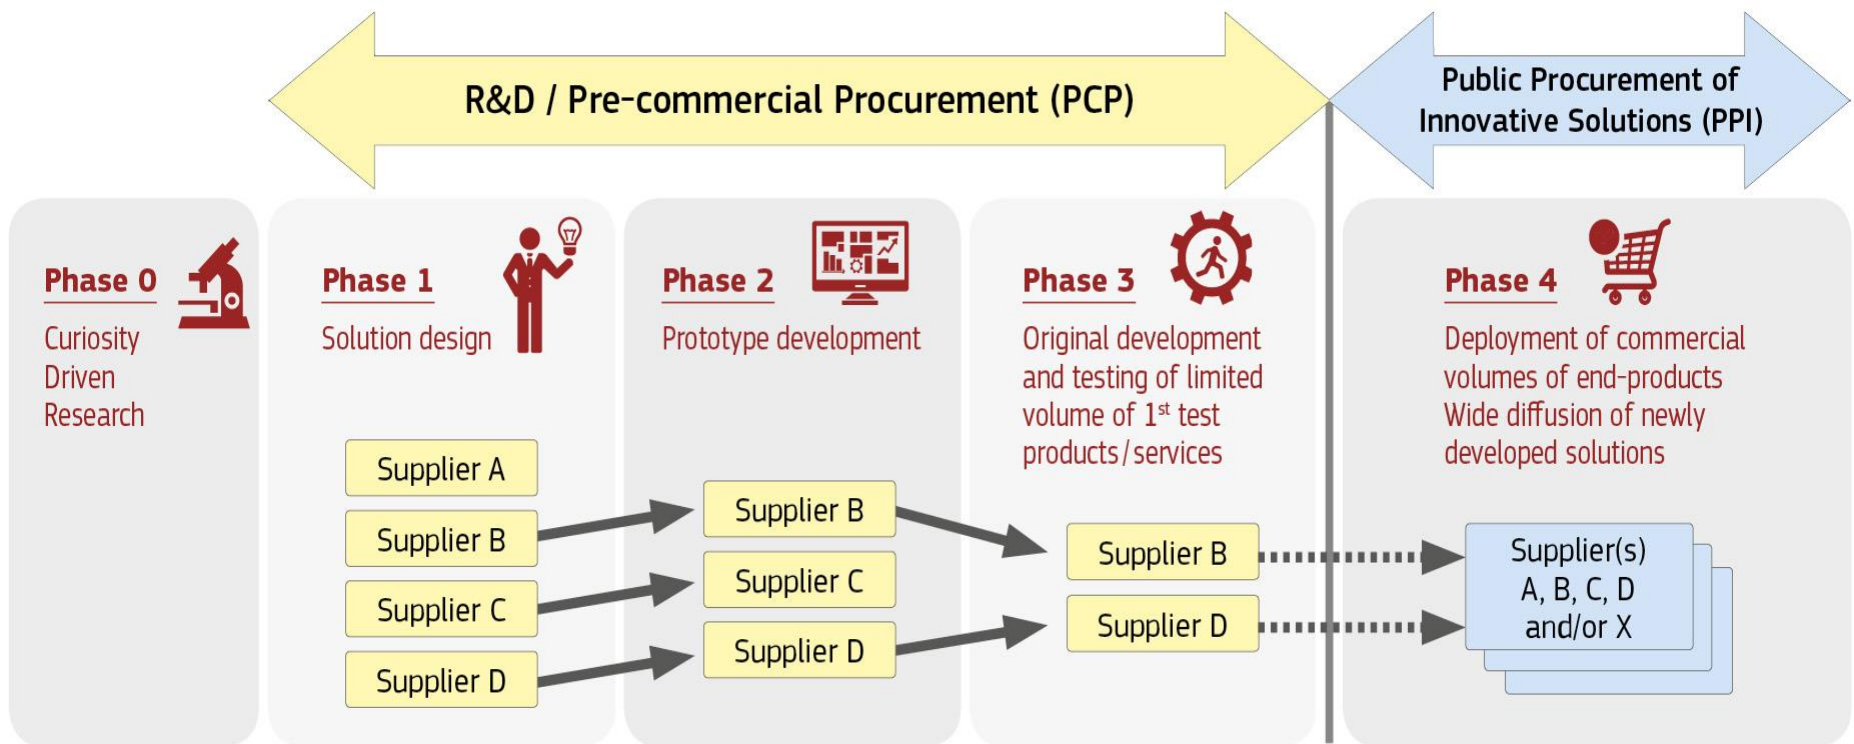 R&D / Pre-commercial Procurement (PCP)
Public Procurement of
Innovative Solutions (PPI)
Phase 0
Curiosity
Driven
Research
Phase 1
Solution design
Supplier A
Supplier B
Supplier C
Supplier D
Phase 2
Prototype development
Supplier B
Supplier C
Supplier D
Phase 3
Original development
and testing of limited
volume of 1st test
products/services
Supplier B
Supplier D
Phase 4
Deployment of commercial
volumes of end-products
Wide diffusion of newly
developed solutions
Supplier(s)
A, B, C, D
and/or X